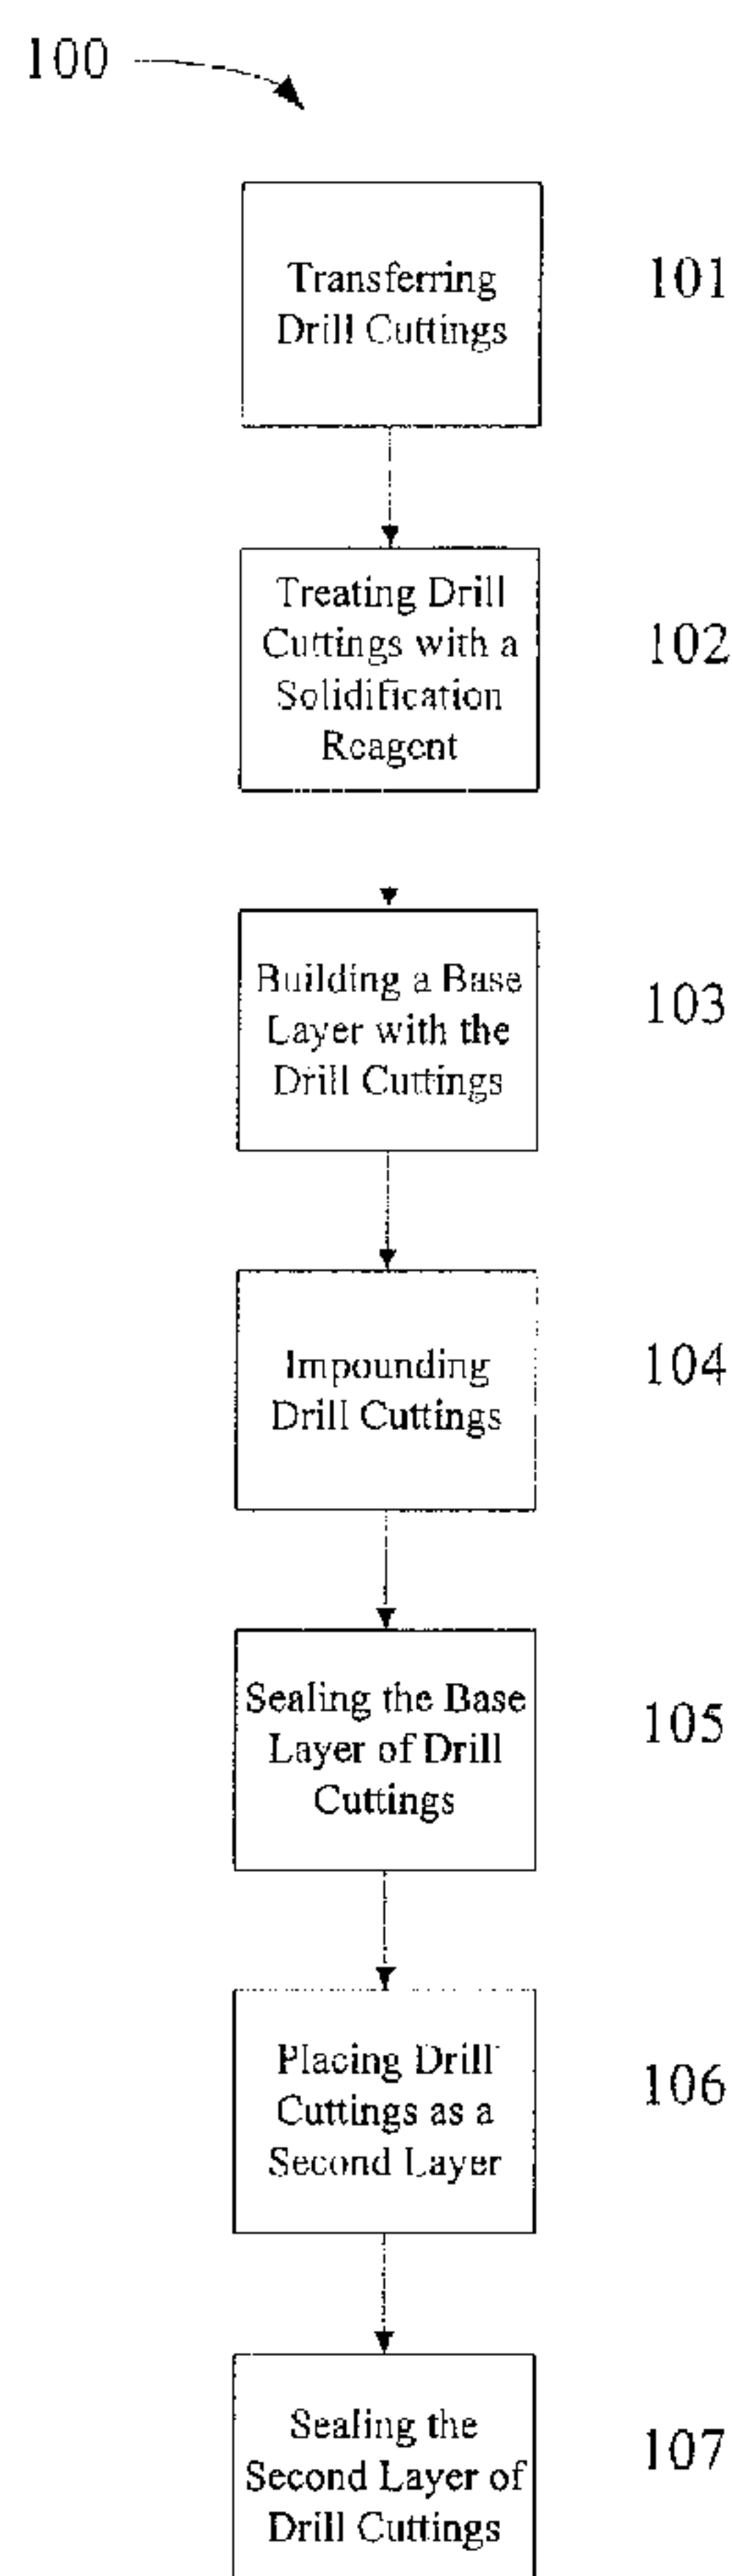 100
Transferring
Drill Cuttings
101
Treating Drill
Cuttings with a
Solidification
Reagent
102
Building a Base
Layer with the
Drill Cuttings
103
Impounding
Drill Cuttings
104
Sealing the Base
Layer of Drill
Cuttings
105
Placing Drill
Cuttings as a
Second Layer
106
Sealing the
Second Layer of
Drill Cuttings
107